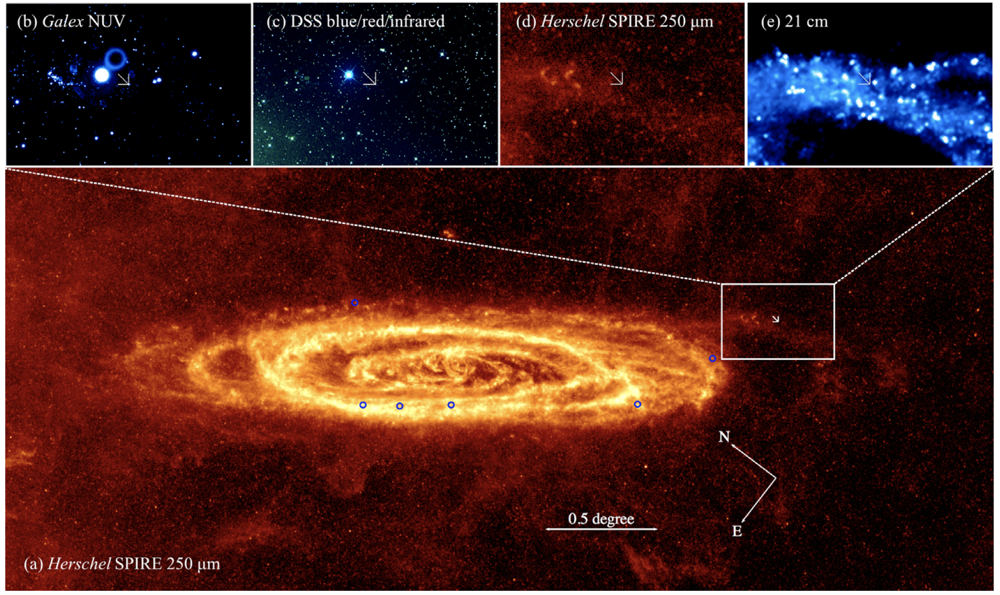 (b) Galex NUV
(c) DSS blue/red/infrared
(d) Herschel SPIRE 250 μm
(e) 21 cm
N
0.5 degree
E
(a) Herschel SPIRE 250 μm